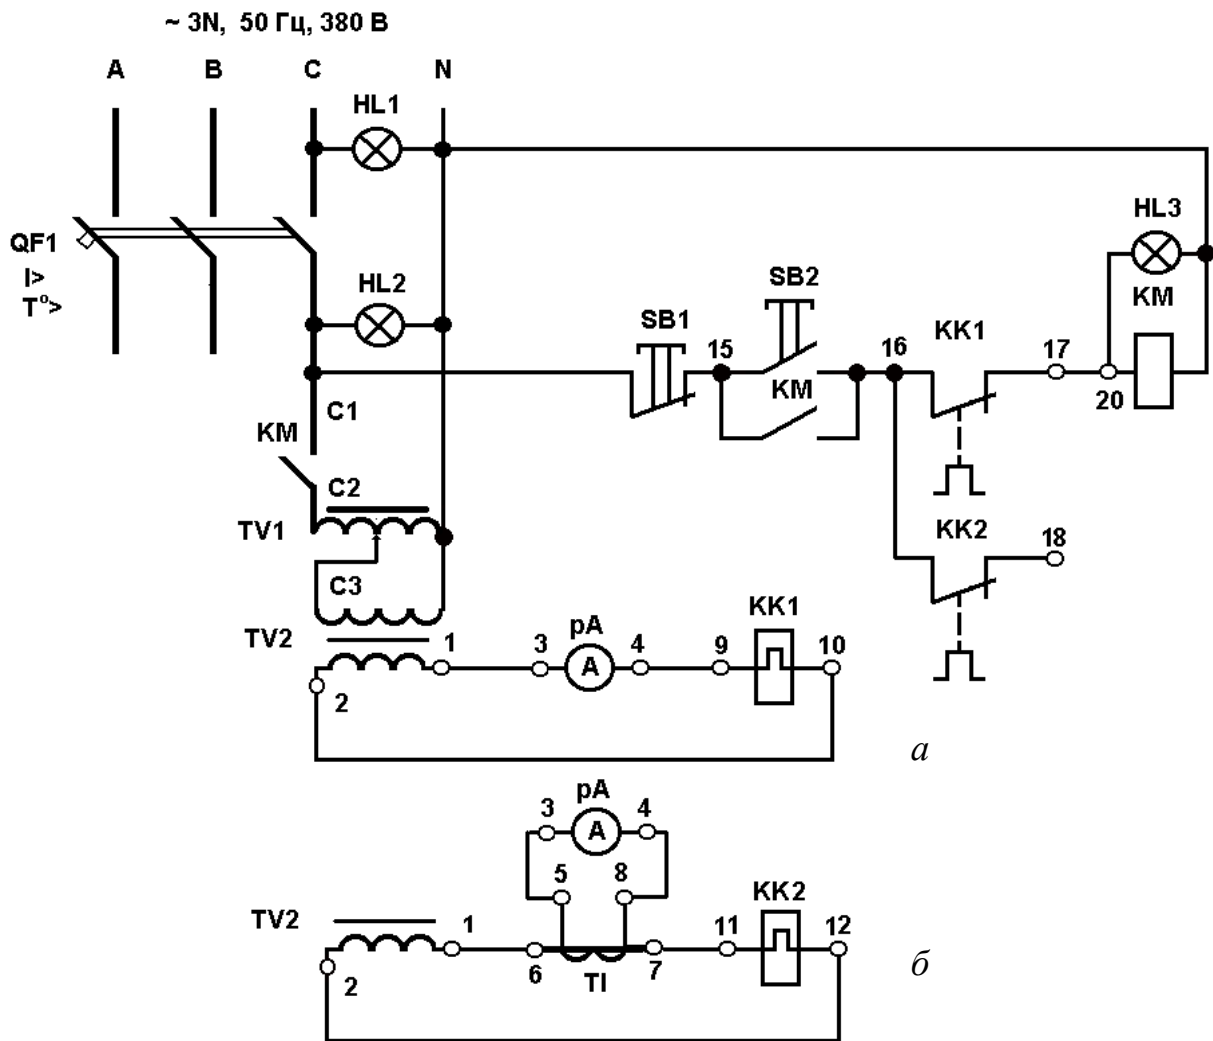 ~ 3N, 50 Гц, 380 В
A B C N
HL1
HL3
QF1
I>
T°>
HL2
SB2
KM
SB1
KK1
15
16
17
KM
20
C1
KM
C2
TV1
KK2
18
C3
KK1
TV2
1
pA
3
A
4
9
10
2
а
pA
3
A
4
5
8
KK2
TV2
1
11
12
6
TI
7
2
б